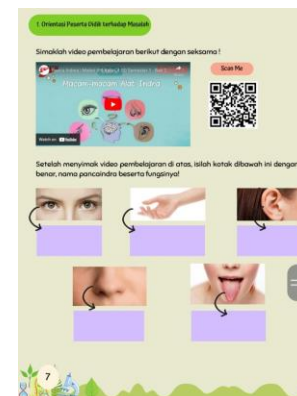 1. Orientasi Peserta Didik terhadap Masalah
Simaklah video pembelajaran berikut dengan seksama !
Scan Me
Macam-macam Alat Indria
Watch on YouTube
Setelah menyimak video pembelajaran di atas, isilah kotak dibawah ini dengan
benar, nama pancaindra beserta fungsinya!
7